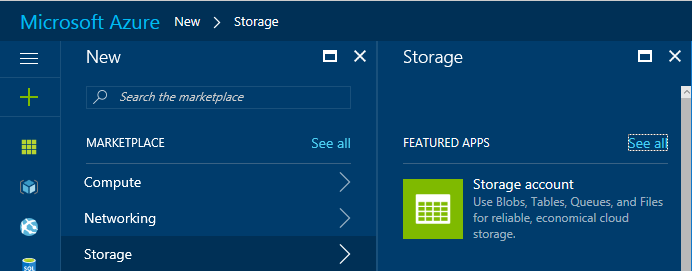 Microsoft Azure New > Storage
New
Search the marketplace
MARKETPLACE See all
Compute
Networking
Storage
Storage
FEATURED APPS See all
Storage account
Use Blobs, Tables, Queues, and Files
for reliable, economical cloud
storage.
SQL